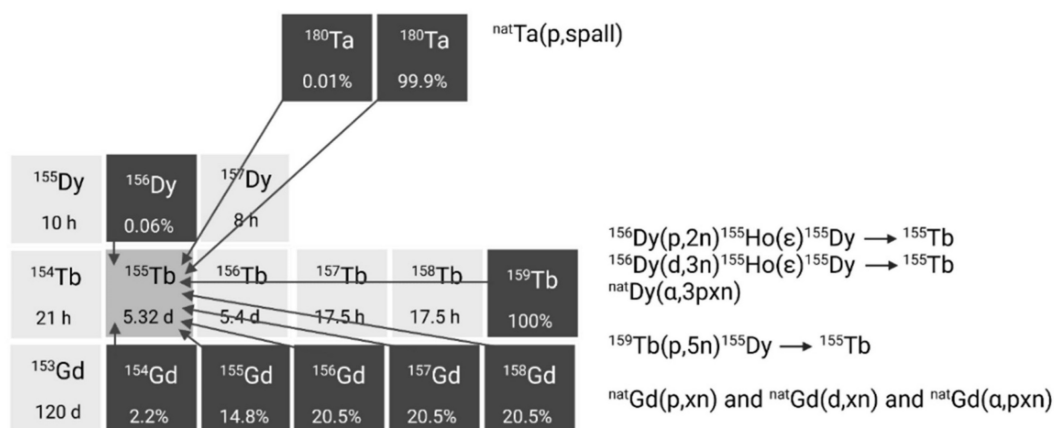 ¹⁸⁰Ta ¹⁸⁰Ta ⁿᵃᵗTa(p,spall)
0.01% 99.9%
¹⁵⁵Dy ¹⁵⁶Dy ¹⁵⁷Dy
10 h 0.06% 8 h
¹⁵⁶Dy(p,2n)¹⁵⁵Ho(ε)¹⁵⁵Dy → ¹⁵⁵Tb
¹⁵⁶Dy(d,3n)¹⁵⁵Ho(ε)¹⁵⁵Dy → ¹⁵⁵Tb
ⁿᵃᵗDy(α,3pxn)
¹⁵⁴Tb ¹⁵⁵Tb ¹⁵⁶Tb ¹⁵⁷Tb ¹⁵⁸Tb ¹⁵⁹Tb
21 h 5.32 d 5.4 d 17.5 h 17.5 h 100%
¹⁵⁹Tb(p,5n)¹⁵⁵Dy → ¹⁵⁵Tb
¹⁵³Gd ¹⁵⁴Gd ¹⁵⁵Gd ¹⁵⁶Gd ¹⁵⁷Gd ¹⁵⁸Gd
120 d 2.2% 14.8% 20.5% 20.5% 20.5%
ⁿᵃᵗGd(p,xn) and ⁿᵃᵗGd(d,xn) and ⁿᵃᵗGd(α,pxn)